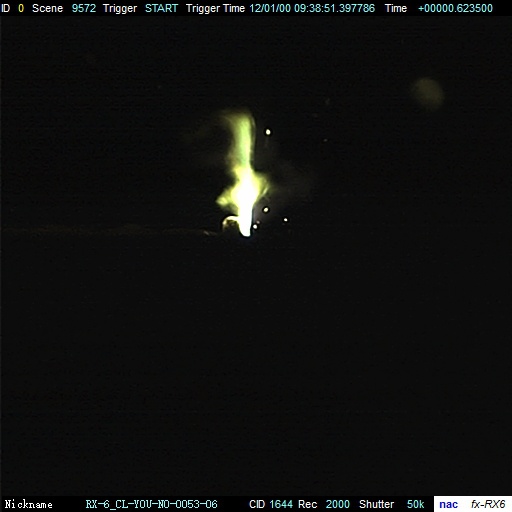 ID 0 Scene 9572 Trigger START Trigger Time 12/01/00 09:38:51.397786 Time +00000.623500
Nickname RX-6_CL-YOU-NO-0053-06 CID 1644 Rec 2000 Shutter 50k nac fx-RX6